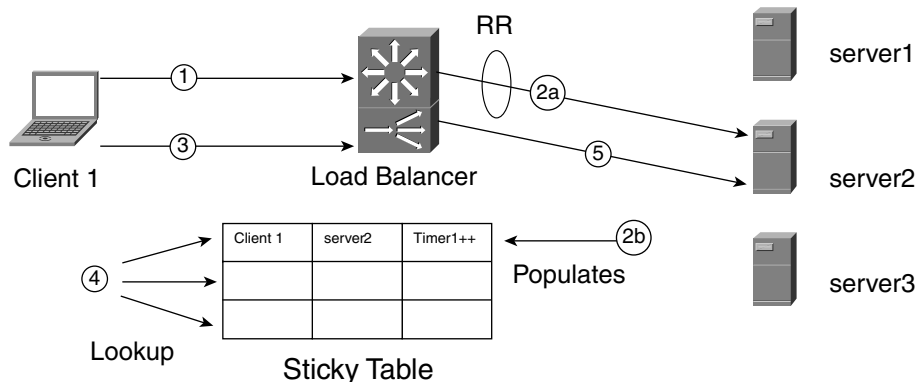 RR
server1
1
2a
3
5
Client 1
Load Balancer
server2
Client 1 server2 Timer1++
2b
Populates
4
server3
Lookup
Sticky Table